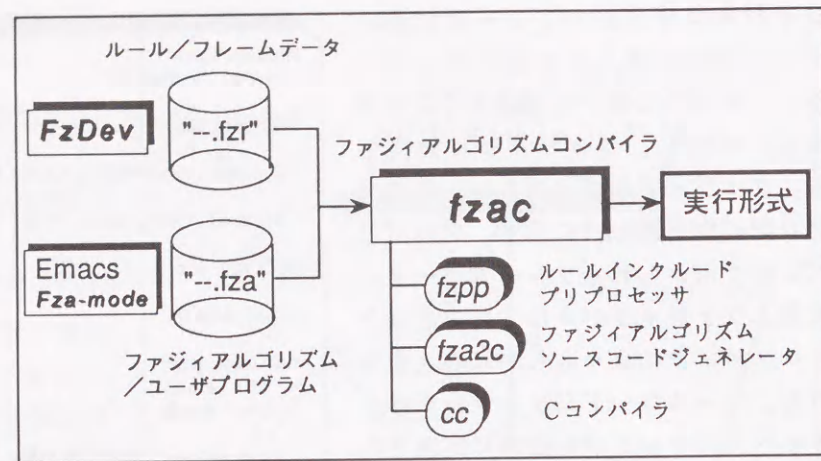 ルール／フレームデータ
FzDev
"--.fzr"
ファジィアルゴリズムコンパイラ
fzac
実行形式
Emacs
Fza-mode
"--.fza"
ファジィアルゴリズム
／ユーザプログラム
fzpp
ルールインクルード
プリプロセッサ
fza2c
ファジィアルゴリズム
ソースコードジェネレータ
cc
Cコンパイラ